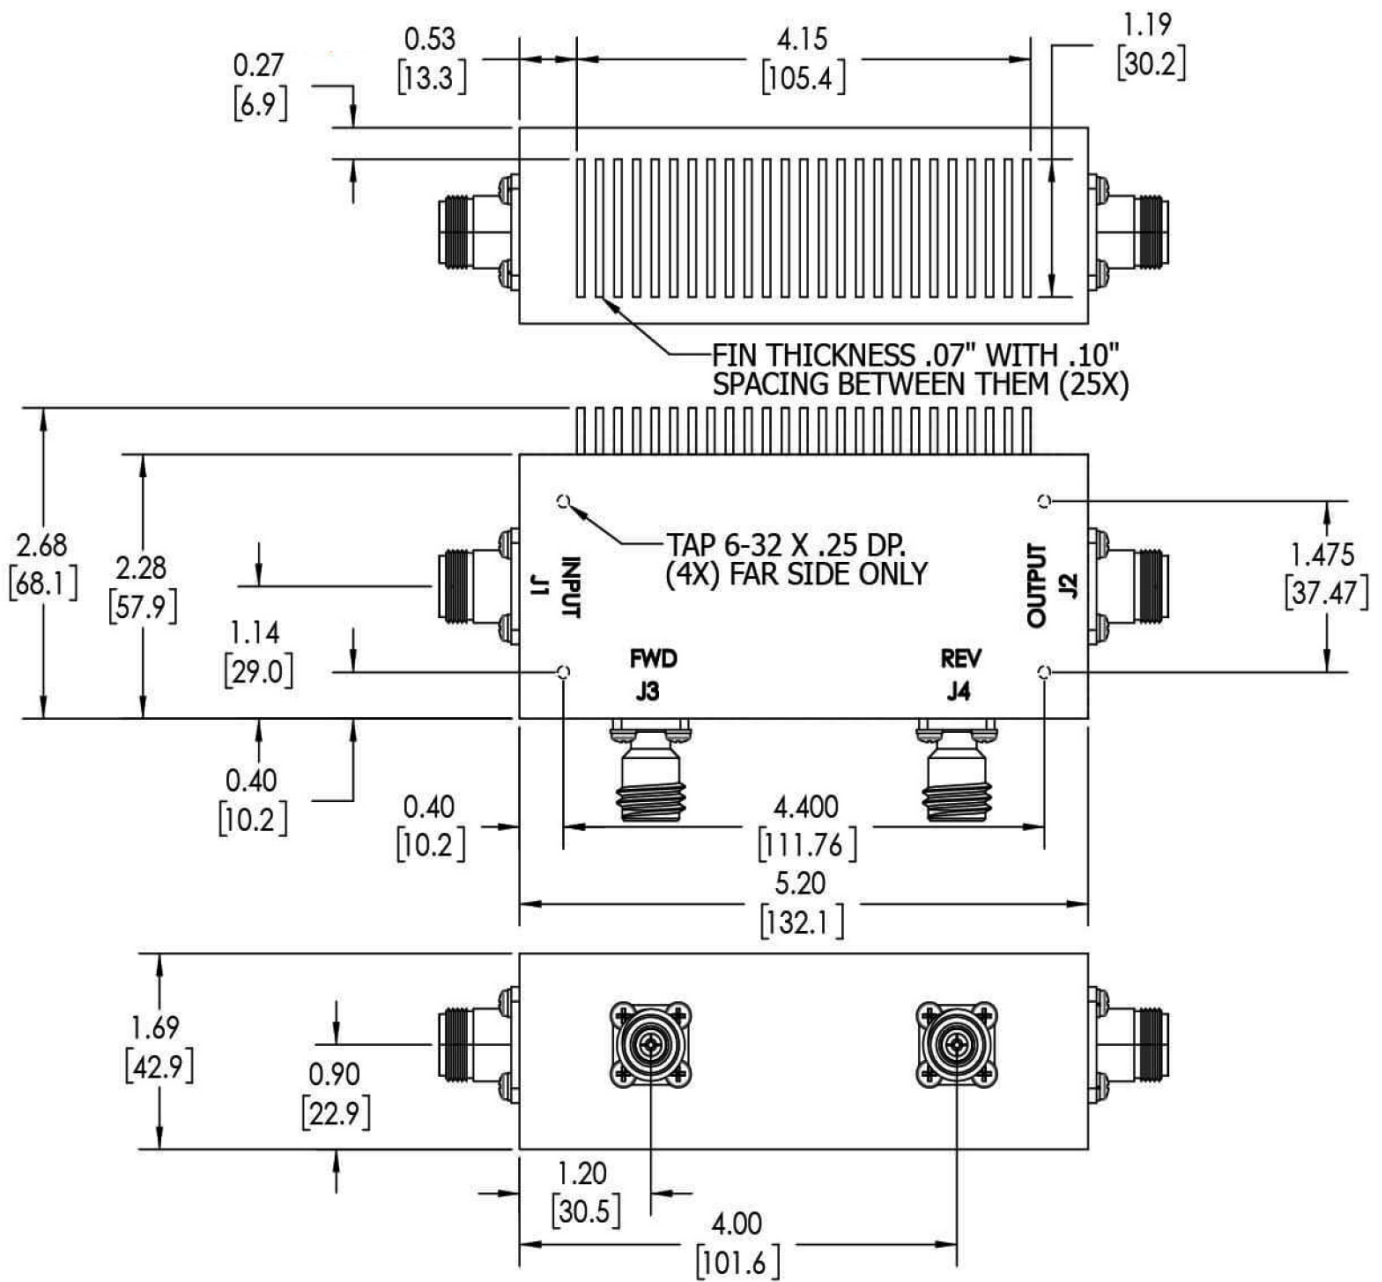 0.53
[13.3]
4.15
[105.4]
1.19
[30.2]
0.27
[6.9]
FIN THICKNESS .07" WITH .10"
SPACING BETWEEN THEM (25X)
2.68
[68.1]
2.28
[57.9]
1.14
[29.0]
0.40
[10.2]
TAP 6-32 X .25 DP.
(4X) FAR SIDE ONLY
INPUT
J1
OUTPUT
J2
FWD
J3
REV
J4
1.475
[37.47]
0.40
[10.2]
4.400
[111.76]
5.20
[132.1]
1.69
[42.9]
0.90
[22.9]
1.20
[30.5]
4.00
[101.6]